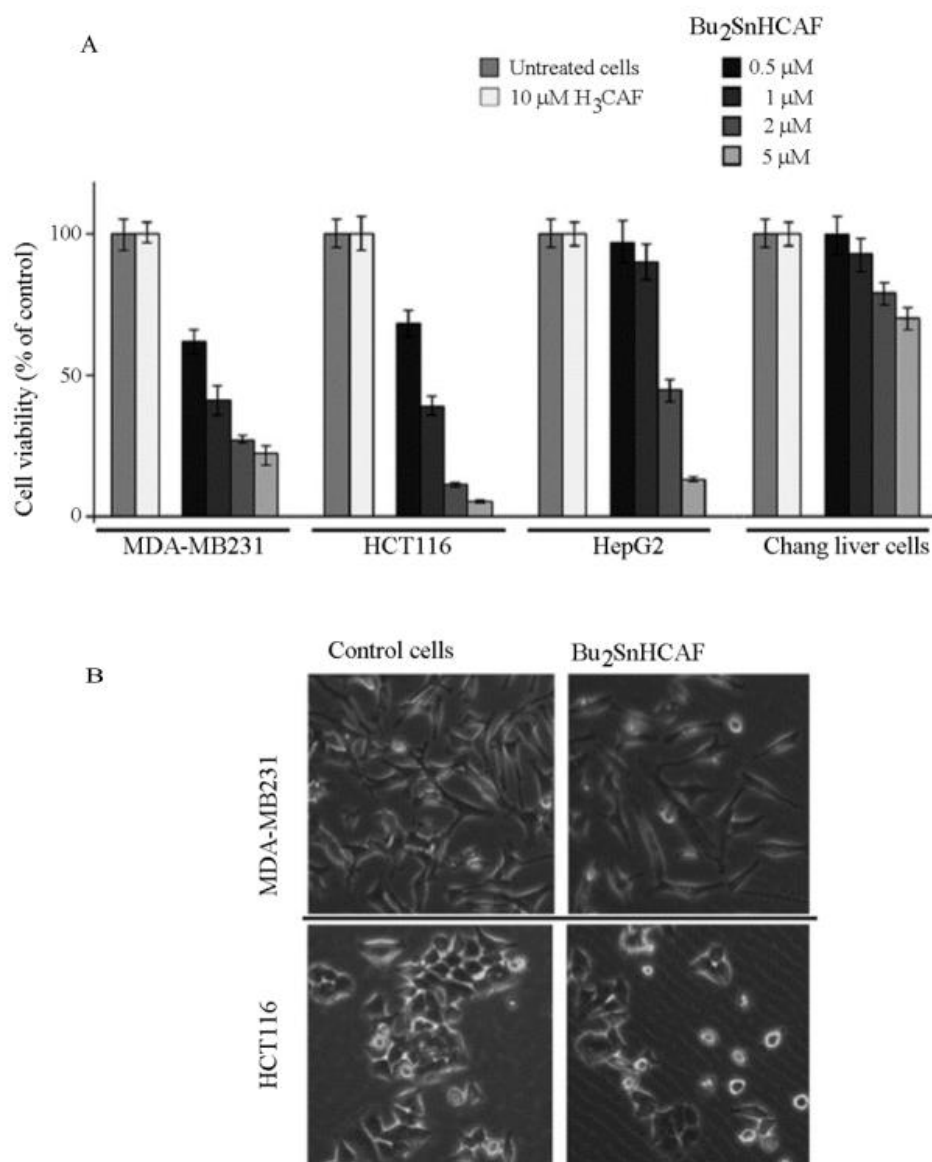 A
Bu₂SnHCAF
Untreated cells
10 µM H₃CAF
0.5 µM
1 µM
2 µM
5 µM
Cell viability (% of control)
100
50
0
MDA-MB231
HCT116
HepG2
Chang liver cells
B
Control cells
Bu₂SnHCAF
MDA-MB231
HCT116